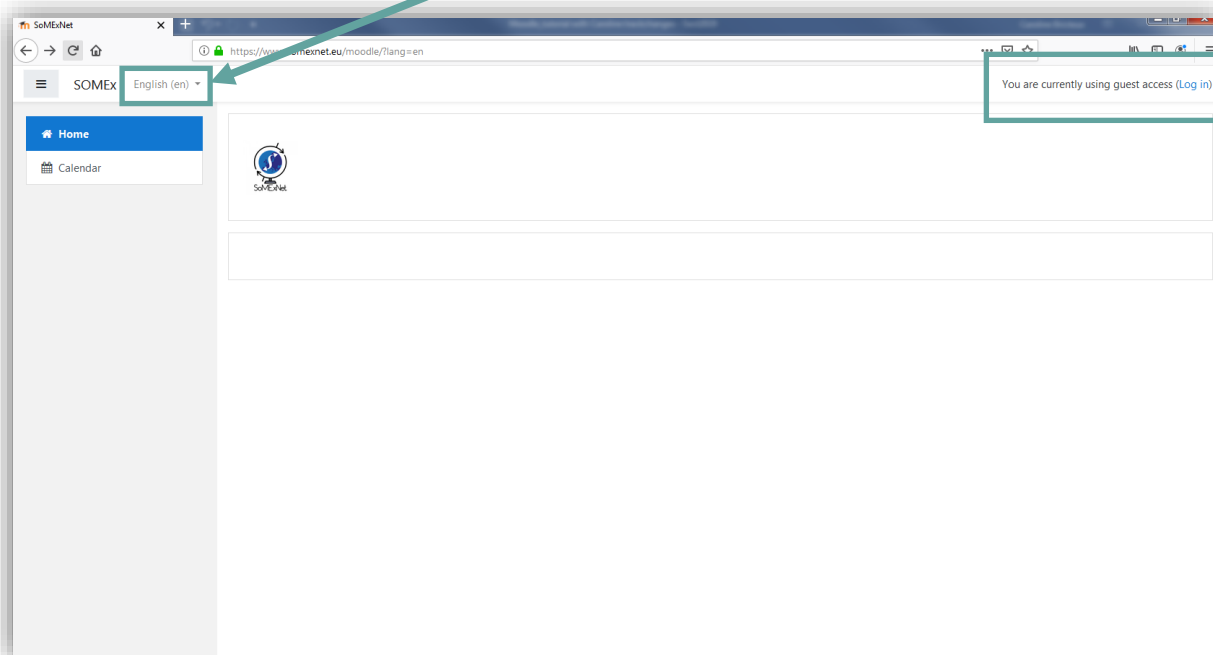 SoMExNet
https://www.somexnet.eu/moodle/?lang=en
SOMEx English (en)
You are currently using guest access (Log in)
Home
Calendar
SoMExNet